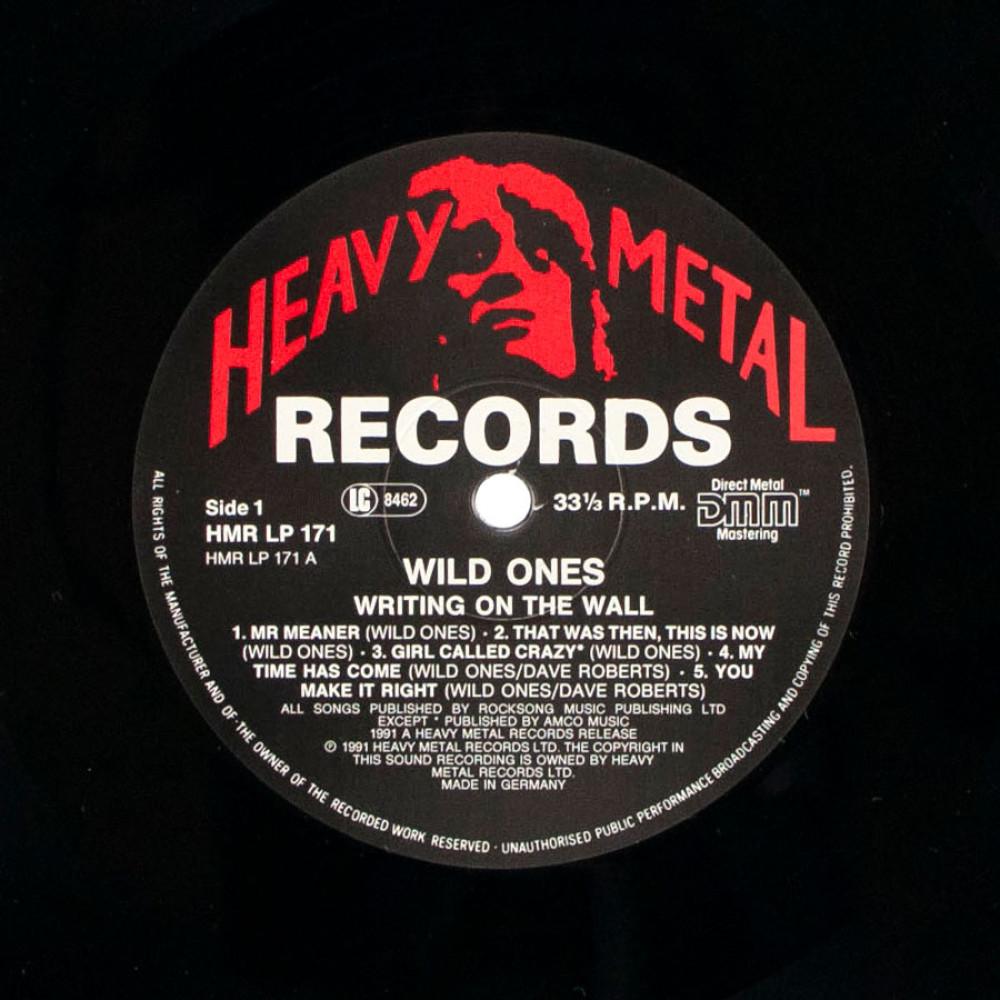 HEAVY METAL
RECORDS
Side 1
HMR LP 171
HMR LP 171 A
LC 8462
33⅓ R.P.M.
Direct Metal
DMM™
Mastering
WILD ONES
WRITING ON THE WALL
1. MR MEANER (WILD ONES) · 2. THAT WAS THEN, THIS IS NOW
(WILD ONES) · 3. GIRL CALLED CRAZY* (WILD ONES) · 4. MY
TIME HAS COME (WILD ONES/DAVE ROBERTS) · 5. YOU
MAKE IT RIGHT (WILD ONES/DAVE ROBERTS)
ALL SONGS PUBLISHED BY ROCKSONG MUSIC PUBLISHING LTD
EXCEPT * PUBLISHED BY AMCO MUSIC
1991 A HEAVY METAL RECORDS RELEASE
℗ 1991 HEAVY METAL RECORDS LTD. THE COPYRIGHT IN
THIS SOUND RECORDING IS OWNED BY HEAVY
METAL RECORDS LTD.
MADE IN GERMANY
ALL RIGHTS OF THE MANUFACTURER AND OF THE OWNER OF THE RECORDED WORK RESERVED · UNAUTHORISED PUBLIC PERFORMANCE BROADCASTING AND COPYING OF THIS RECORD PROHIBITED.